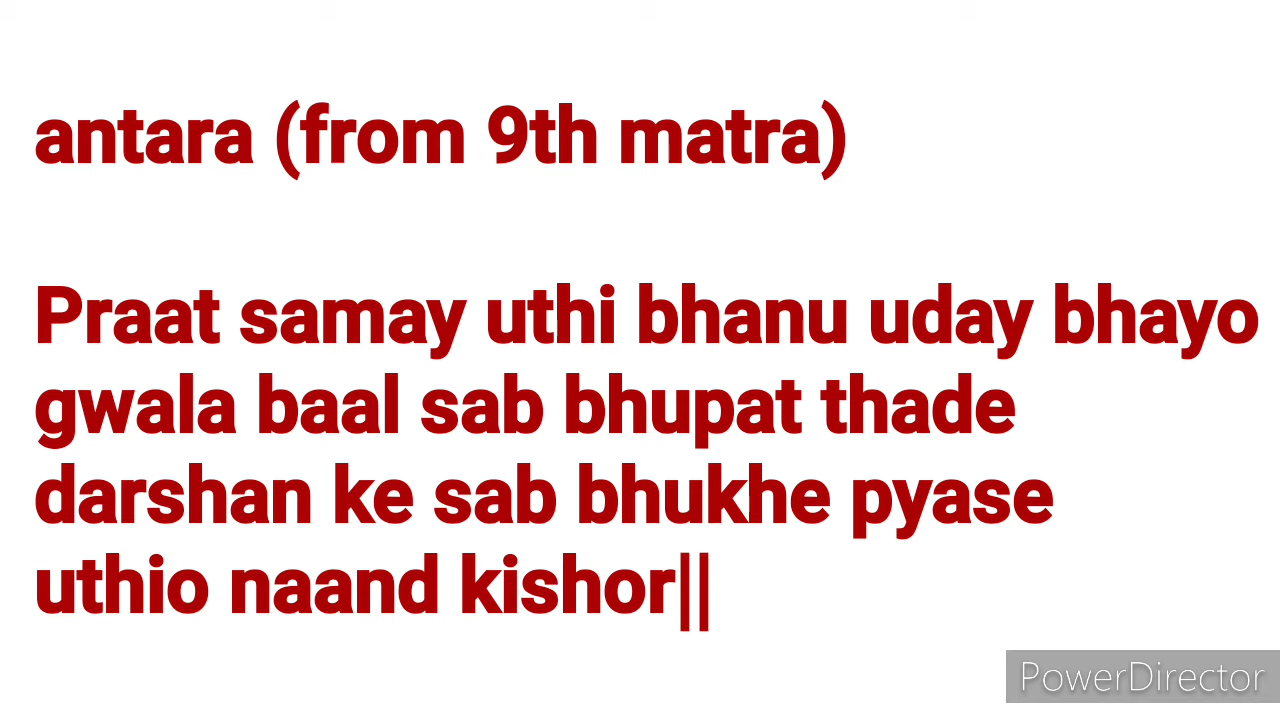 antara (from 9th matra)
Praat samay uthi bhanu uday bhayo
gwala baal sab bhupat thade
darshan ke sab bhukhe pyase
uthio naand kishor||
PowerDirector